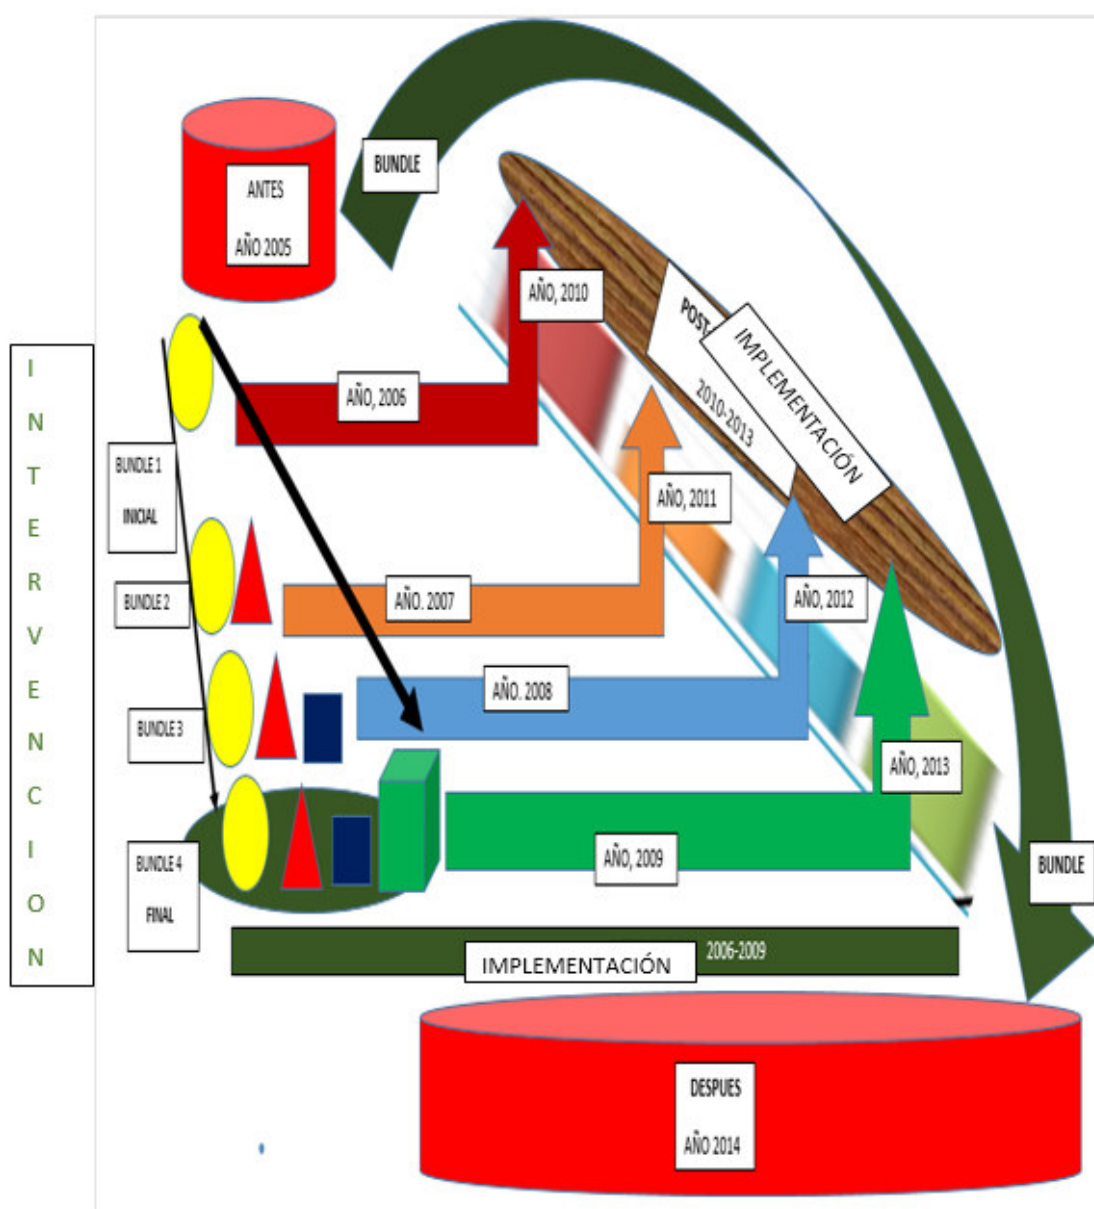 ANTES
AÑO 2005
BUNDLE
AÑO, 2010
POST-
IMPLEMENTACIÓN
2010-2013
INTERVENCION
AÑO, 2006
BUNDLE 1
INICIAL
AÑO, 2011
BUNDLE 2
AÑO. 2007
AÑO, 2012
AÑO. 2008
BUNDLE 3
AÑO, 2013
AÑO, 2009
BUNDLE 4
FINAL
BUNDLE
IMPLEMENTACIÓN
2006-2009
DESPUES
AÑO 2014